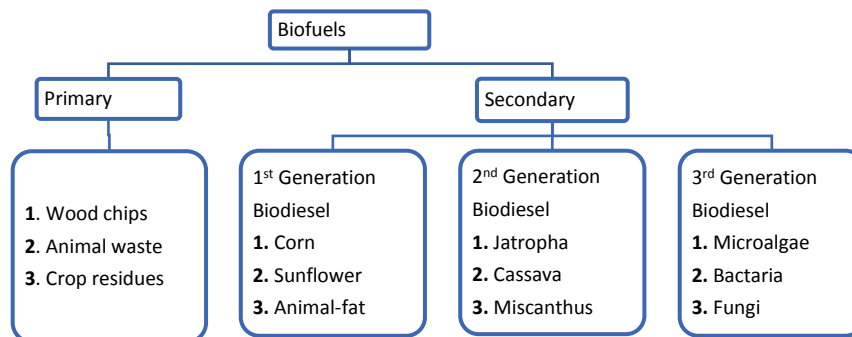 Biofuels
Primary
Secondary
1. Wood chips
2. Animal waste
3. Crop residues
1st Generation
Biodiesel
1. Corn
2. Sunflower
3. Animal-fat
2nd Generation
Biodiesel
1. Jatropha
2. Cassava
3. Miscanthus
3rd Generation
Biodiesel
1. Microalgae
2. Bactaria
3. Fungi